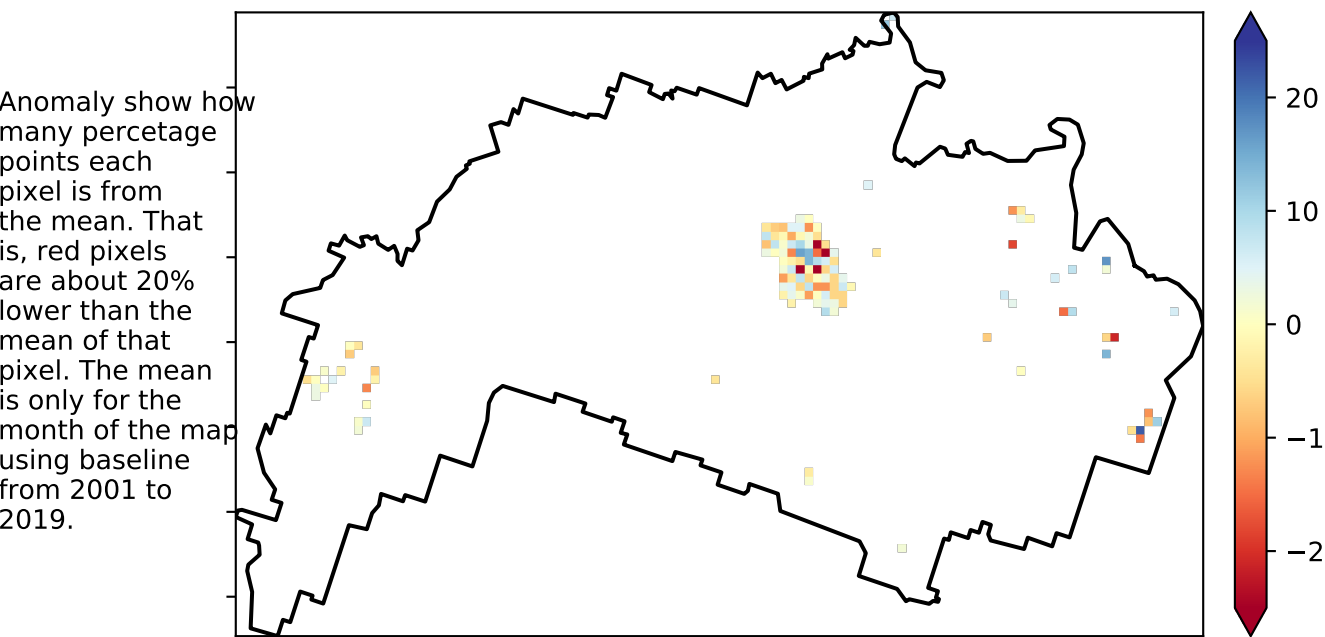 Anomaly show how
many percetage
points each
pixel is from
the mean. That
is, red pixels
are about 20%
lower than the
mean of that
pixel. The mean
is only for the
month of the map
using baseline
from 2001 to
2019.
20
10
0
−1
−2